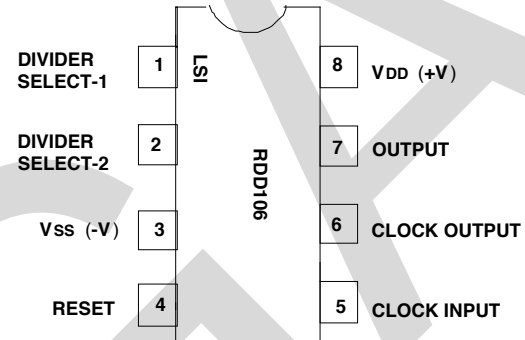 DIVIDER
SELECT-1
1
LSI
8
VDD (+V)
DIVIDER
SELECT-2
2
RDD106
7
OUTPUT
Vss (-V)
3
6
CLOCK OUTPUT
RESET
4
5
CLOCK INPUT